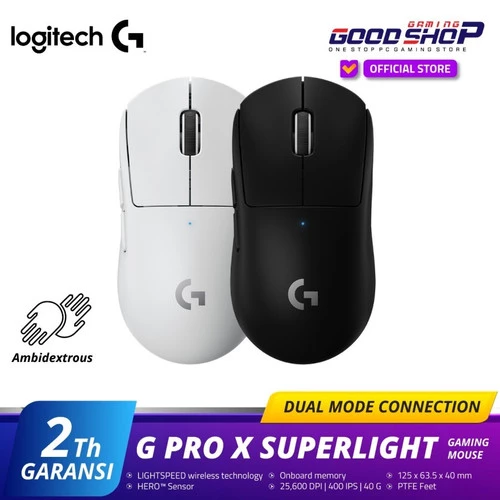 logitech G
GAMING
GOODSHOP
ONE STOP PC GAMING STORE
OFFICIAL STORE
G
G
Ambidextrous
DUAL MODE CONNECTION
2Th
GARANSI
G PRO X SUPERLIGHT
GAMING
MOUSE
• LIGHTSPEED wireless technology
• HERO™ Sensor
• Onboard memory
• 25,600 DPI | 400 IPS | 40 G
• 125 x 63.5 x 40 mm
• PTFE Feet